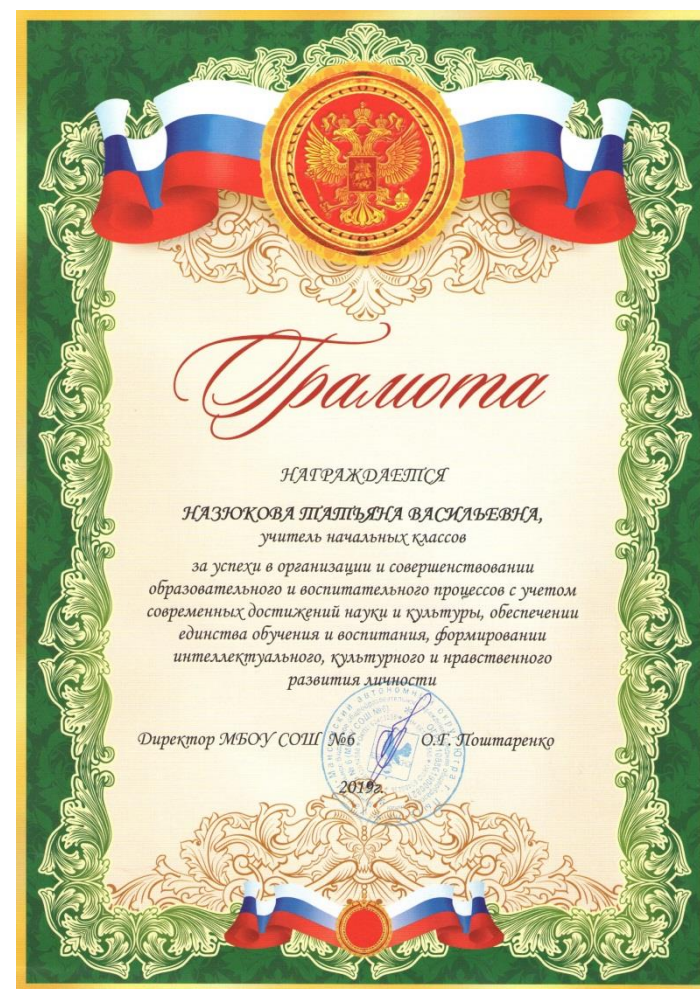 Грамота
НАГРАЖДАЕТСЯ
НАЗЮКОВА ТАТЬЯНА ВАСИЛЬЕВНА,
учитель начальных классов
за успехи в организации и совершенствовании
образовательного и воспитательного процессов с учетом
современных достижений науки и культуры, обеспечении
единства обучения и воспитания, формировании
интеллектуального, культурного и нравственного
развития личности
Директор МБОУ СОШ №6 О.Г. Поштаренко
2019г.